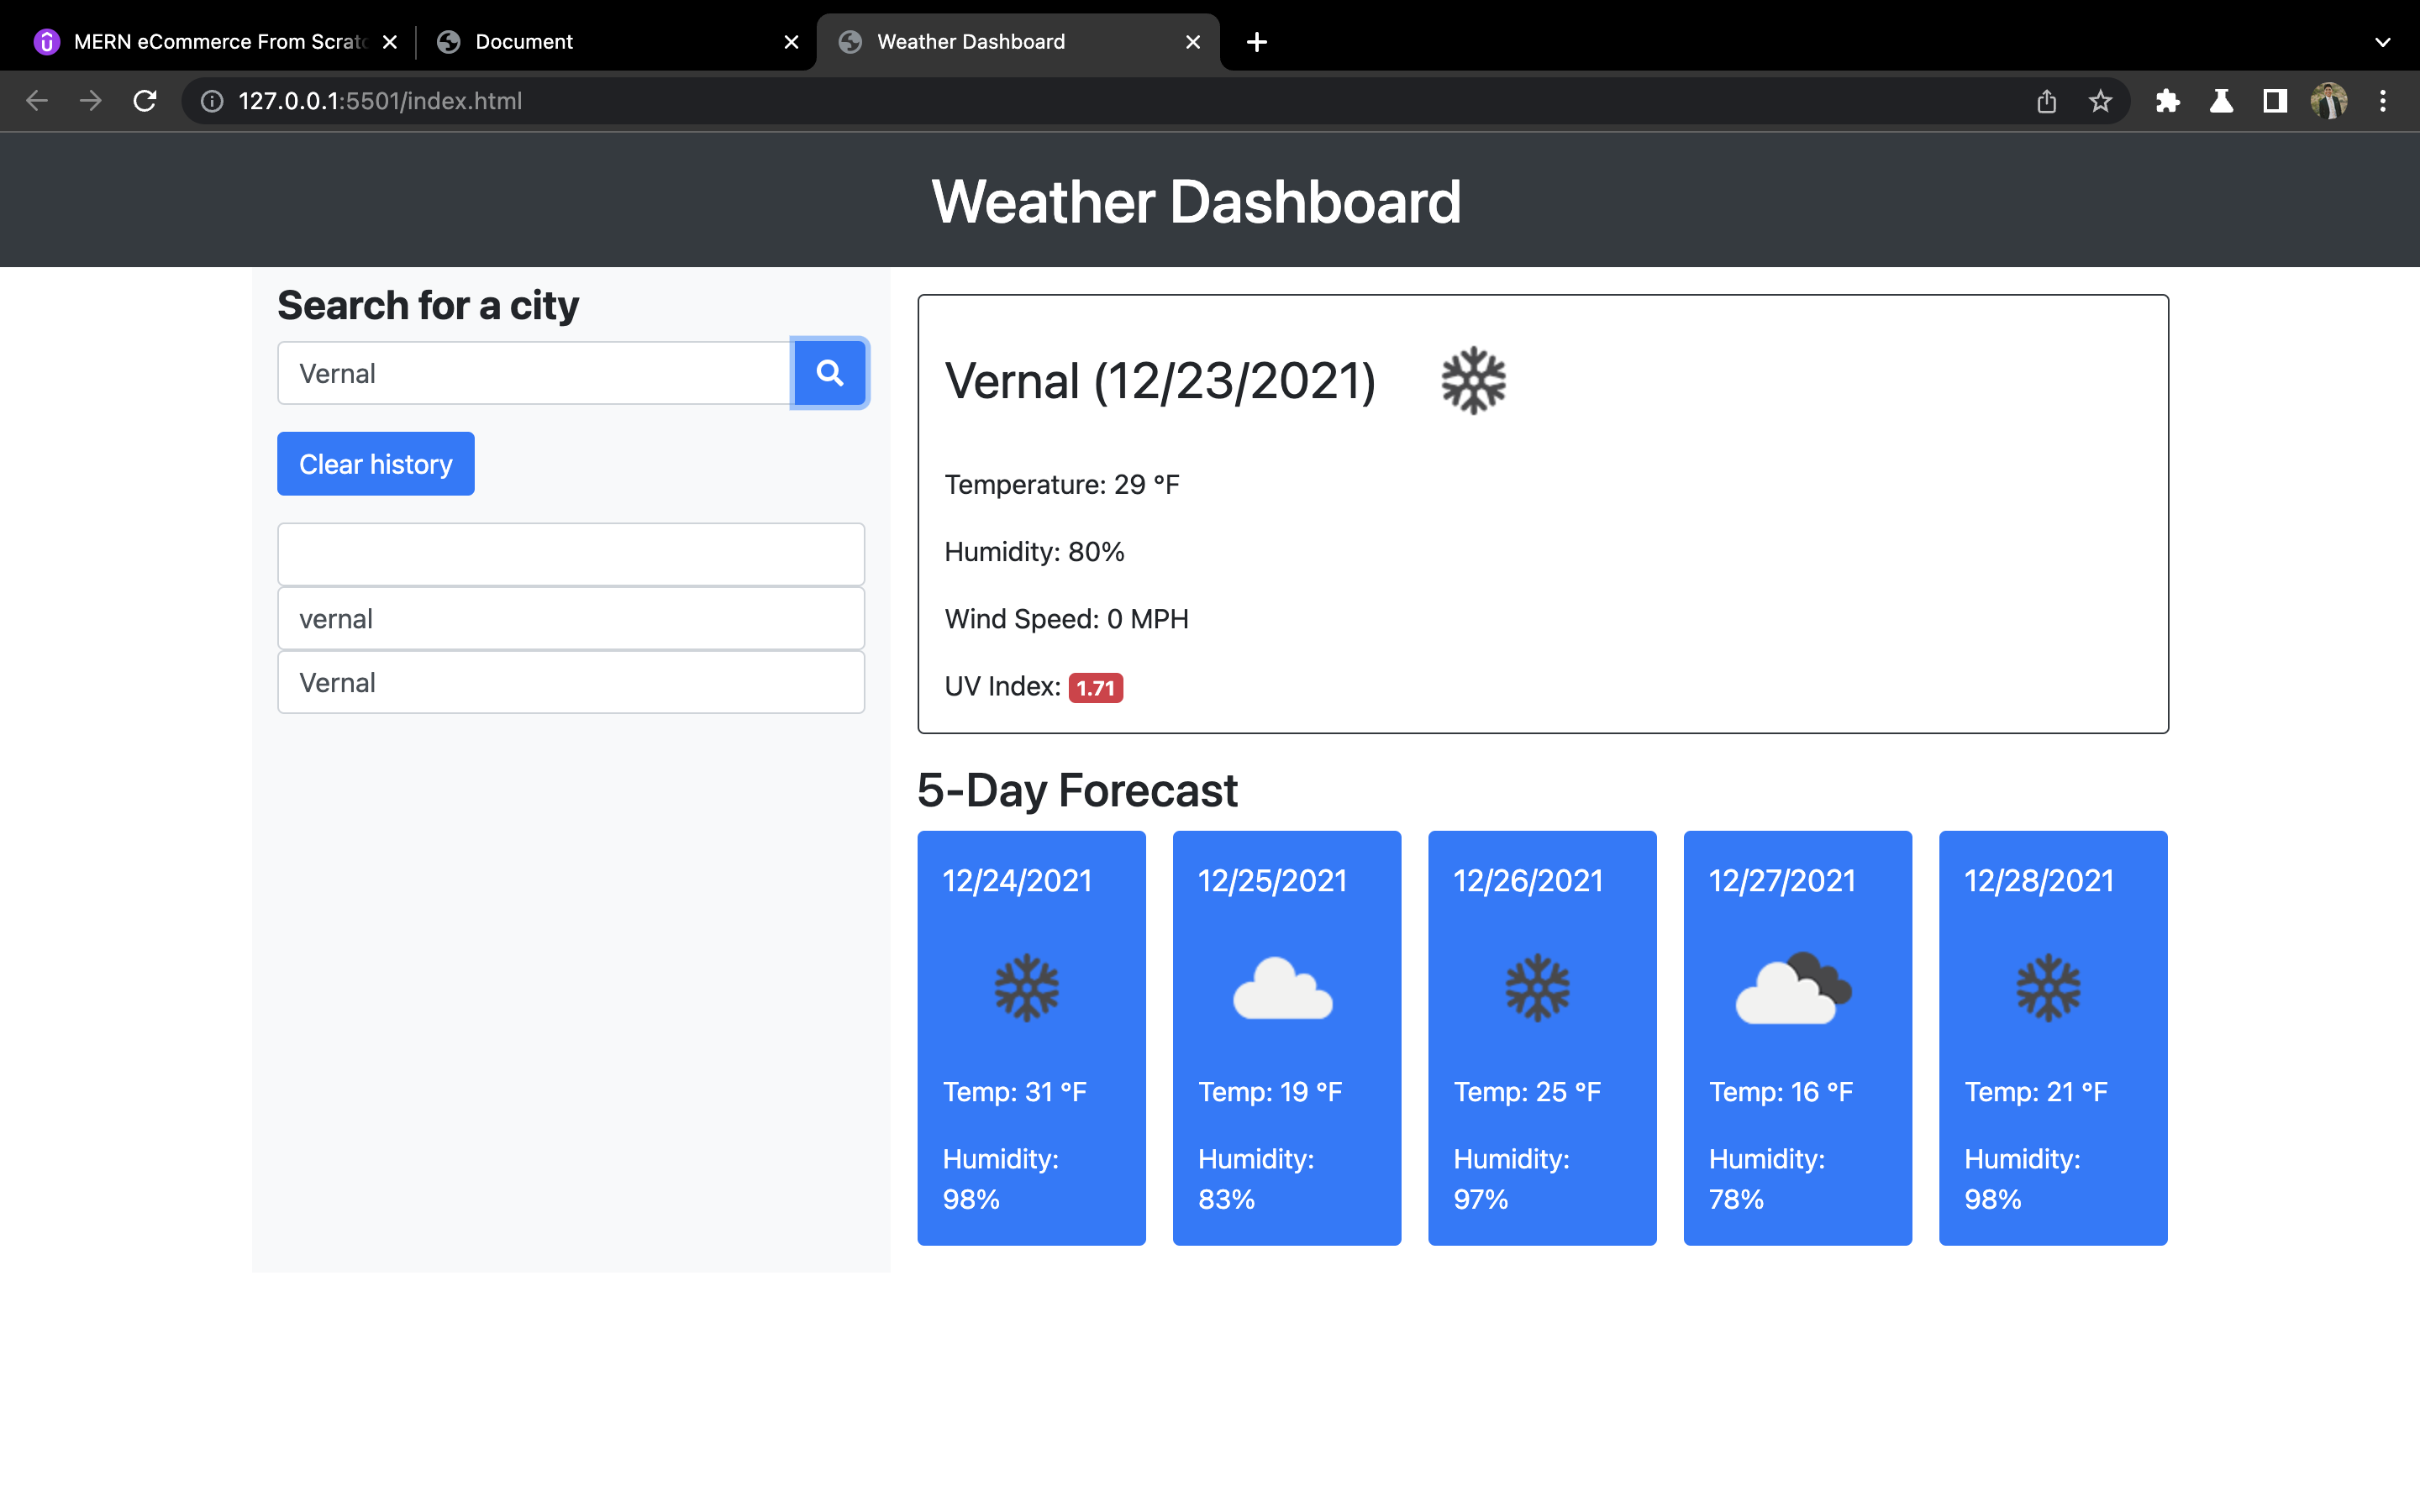 MERN eCommerce From Scratc
Document
Weather Dashboard
127.0.0.1:5501/index.html
Weather Dashboard
Search for a city
Vernal
Clear history
vernal
Vernal
Vernal (12/23/2021)
Temperature: 29 °F
Humidity: 80%
Wind Speed: 0 MPH
UV Index: 1.71
5-Day Forecast
12/24/2021
Temp: 31 °F
Humidity:
98%
12/25/2021
Temp: 19 °F
Humidity:
83%
12/26/2021
Temp: 25 °F
Humidity:
97%
12/27/2021
Temp: 16 °F
Humidity:
78%
12/28/2021
Temp: 21 °F
Humidity:
98%